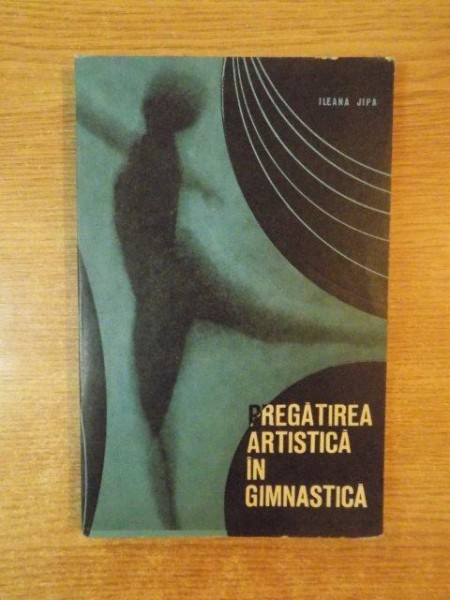 ILEANA JIPA
PREGĂTIREA
ARTISTICĂ
ÎN
GIMNASTICĂ